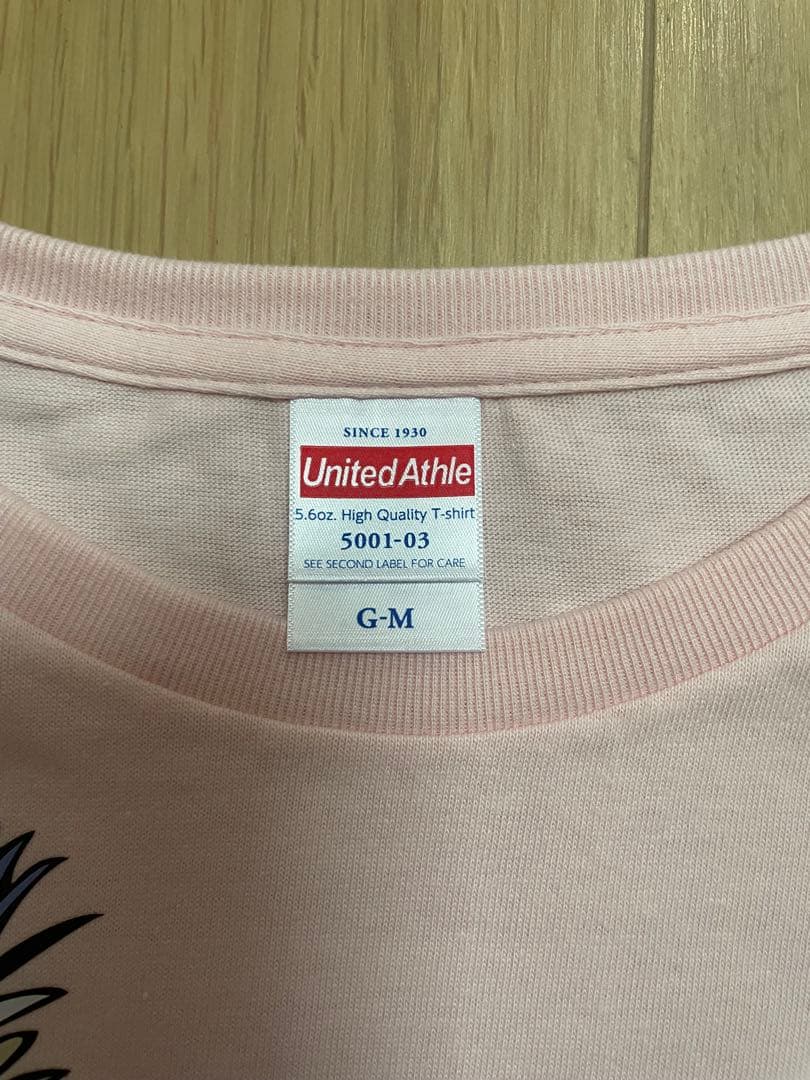 SINCE 1930
UnitedAthle
5.6oz. High Quality T-shirt
5001-03
SEE SECOND LABEL FOR CARE
G-M